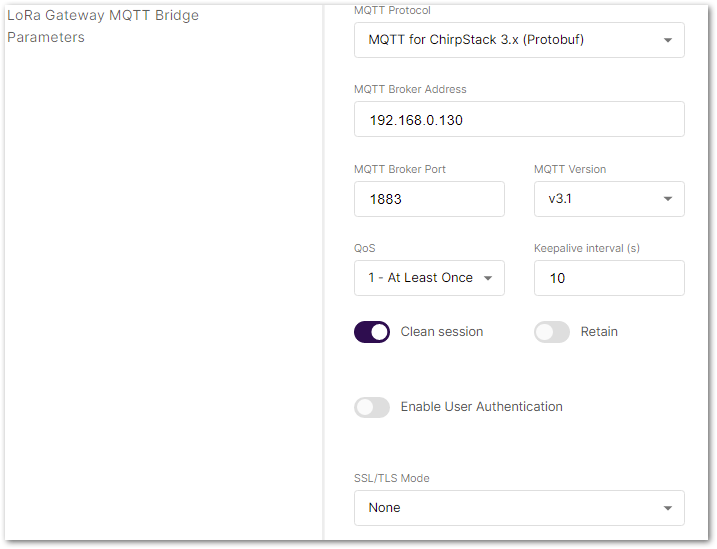 LoRa Gateway MQTT Bridge
Parameters
MQTT Protocol
MQTT for ChirpStack 3.x (Protobuf)
MQTT Broker Address
192.168.0.130
MQTT Broker Port
MQTT Version
1883
v3.1
QoS
Keepalive interval (s)
1 - At Least Once
10
Clean session
Retain
Enable User Authentication
SSL/TLS Mode
None